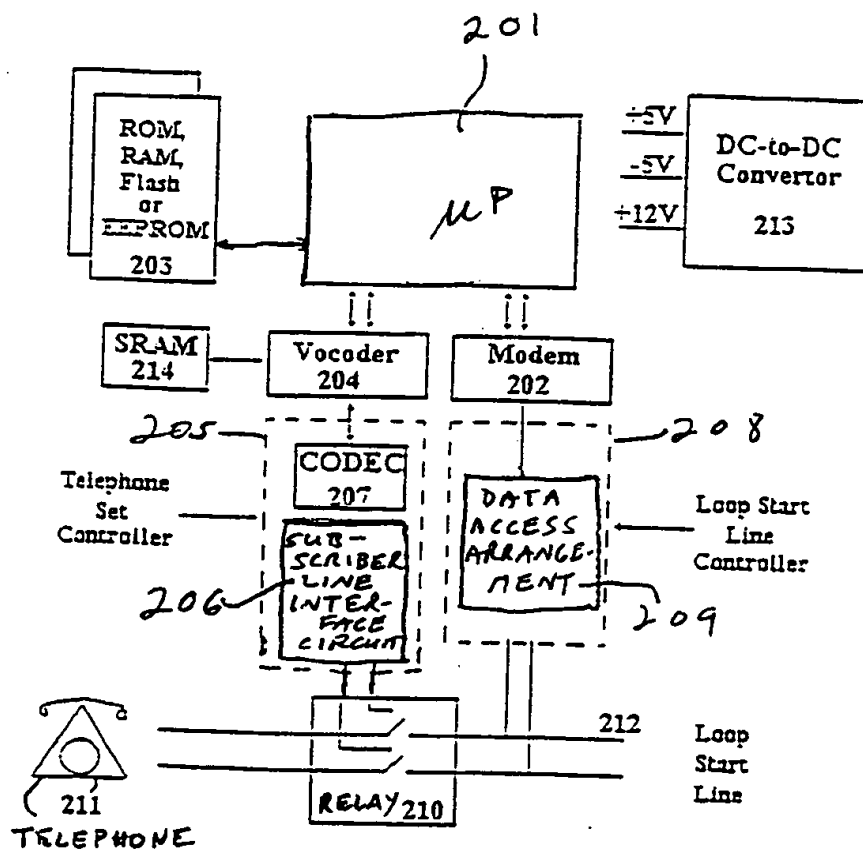 201
ROM,
RAM,
Flash
or
EEPROM
203
μP
+5V
-5V
+12V
DC-to-DC
Convertor
213
SRAM
214
Vocoder
204
Modem
202
205
208
CODEC
207
Telephone
Set
Controller
DATA
ACCESS
ARRANGE-
MENT
Loop Start
Line
Controller
SUB-
SCRIBER
LINE
INTER-
FACE
CIRCUIT
206
209
212
Loop
Start
Line
211
TELEPHONE
RELAY 210